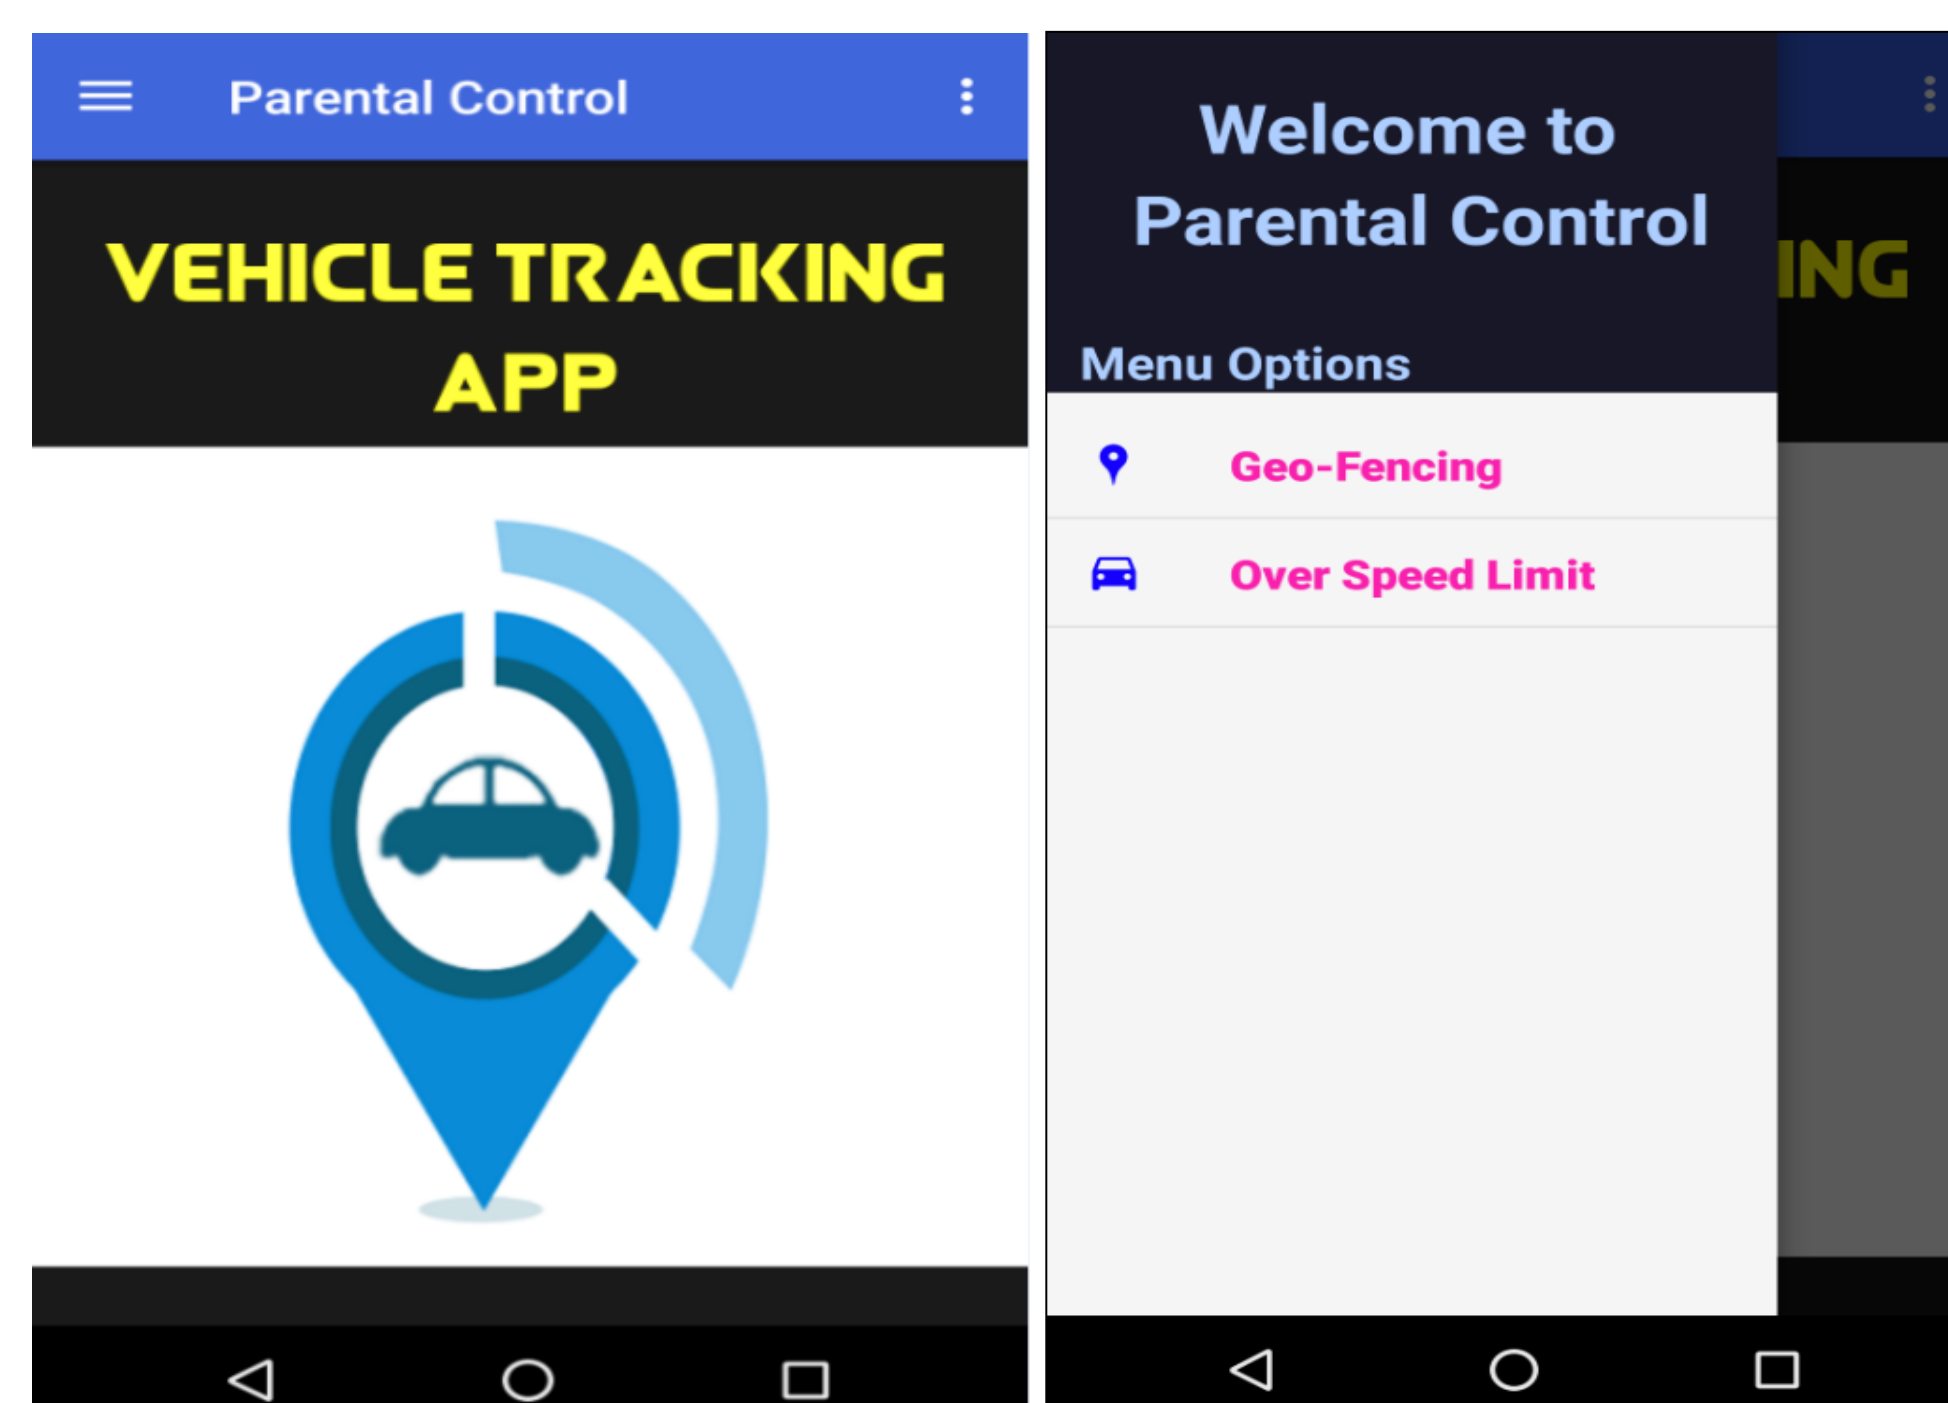 Parental Control
VEHICLE TRACKING
APP
Welcome to
Parental Control
ING
Menu Options
Geo-Fencing
Over Speed Limit